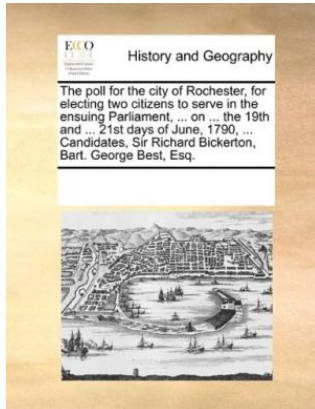 ECCO
History and Geography
The poll for the city of Rochester, for
electing two citizens to serve in the
ensuing Parliament, ... on ... the 19th
and ... 21st days of June, 1790, ...
Candidates, Sir Richard Bickerton,
Bart. George Best, Esq.